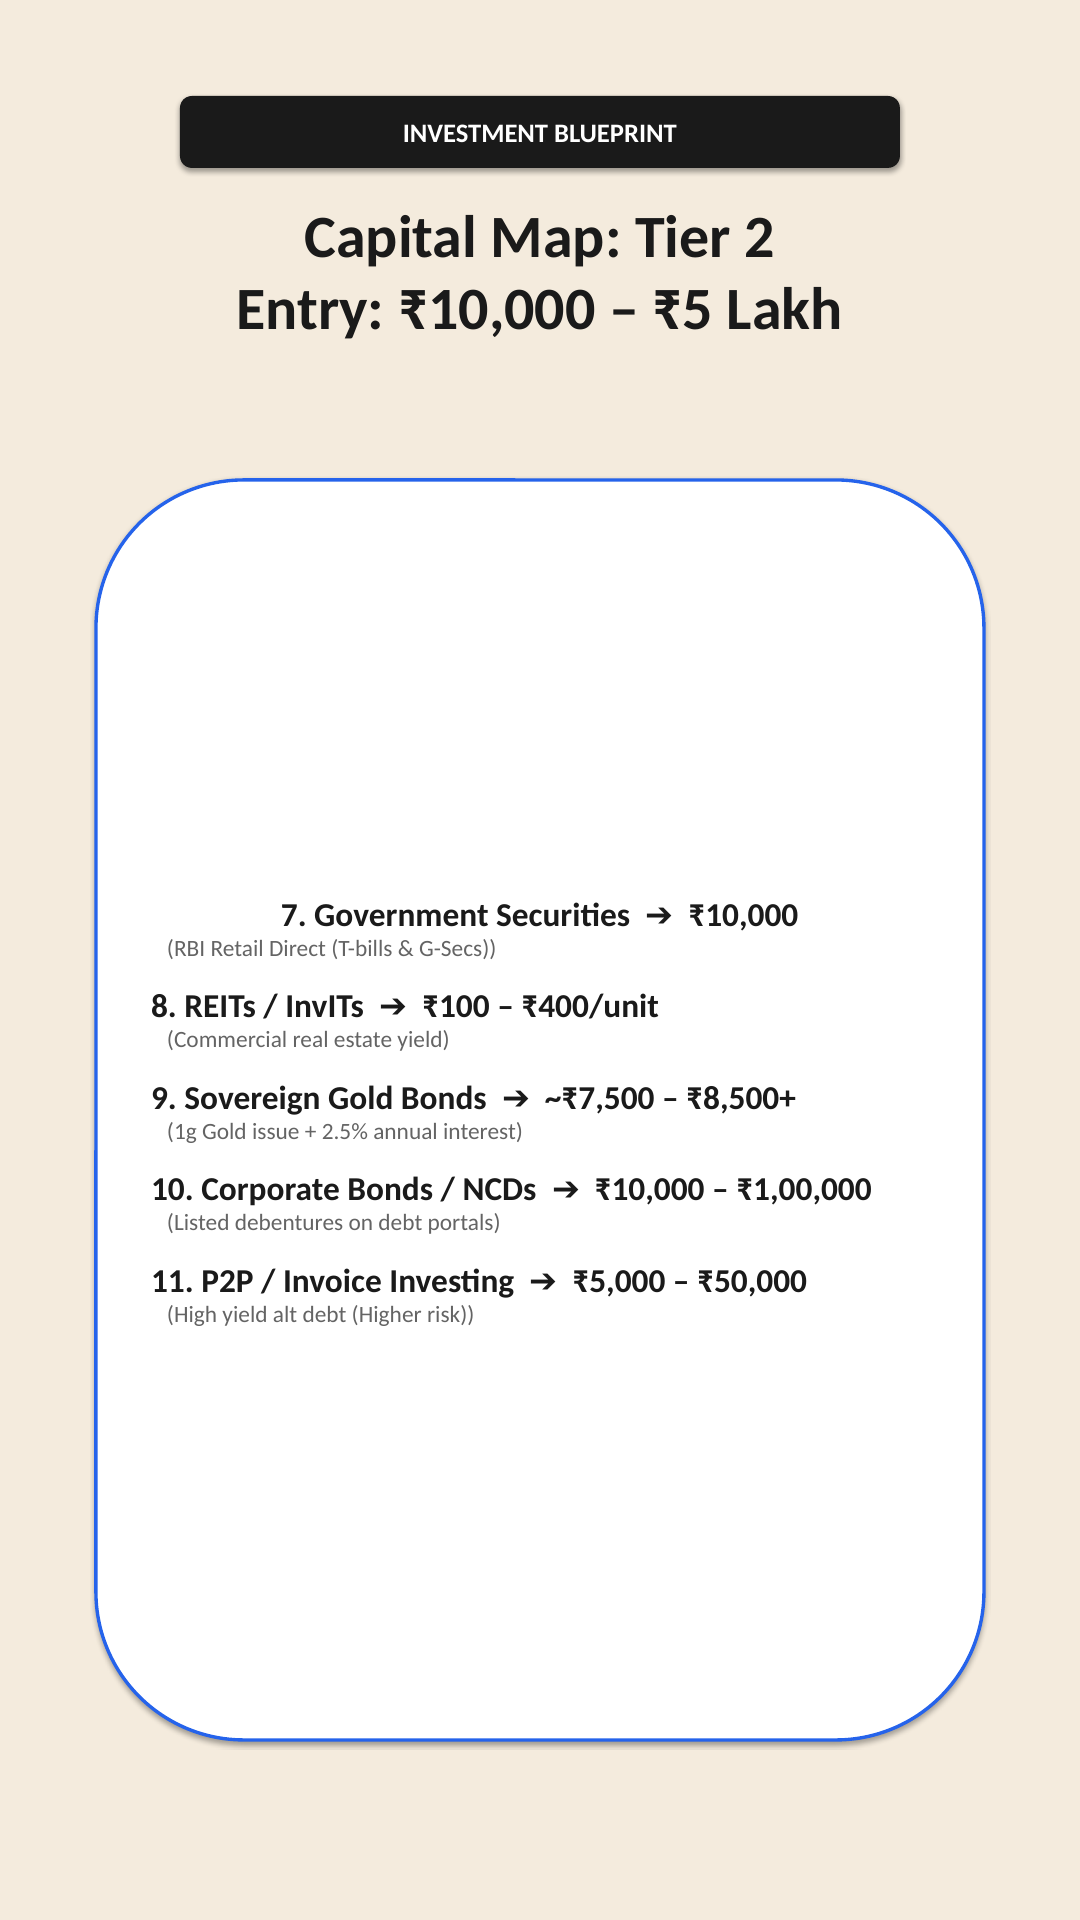 INVESTMENT BLUEPRINT
Capital Map: Tier 2
Entry: ₹10,000 – ₹5 Lakh
7. Government Securities ➔ ₹10,000
(RBI Retail Direct (T-bills & G-Secs))
8. REITs / InvITs ➔ ₹100 – ₹400/unit
(Commercial real estate yield)
9. Sovereign Gold Bonds ➔ ~₹7,500 – ₹8,500+
(1g Gold issue + 2.5% annual interest)
10. Corporate Bonds / NCDs ➔ ₹10,000 – ₹1,00,000
(Listed debentures on debt portals)
11. P2P / Invoice Investing ➔ ₹5,000 – ₹50,000
(High yield alt debt (Higher risk))